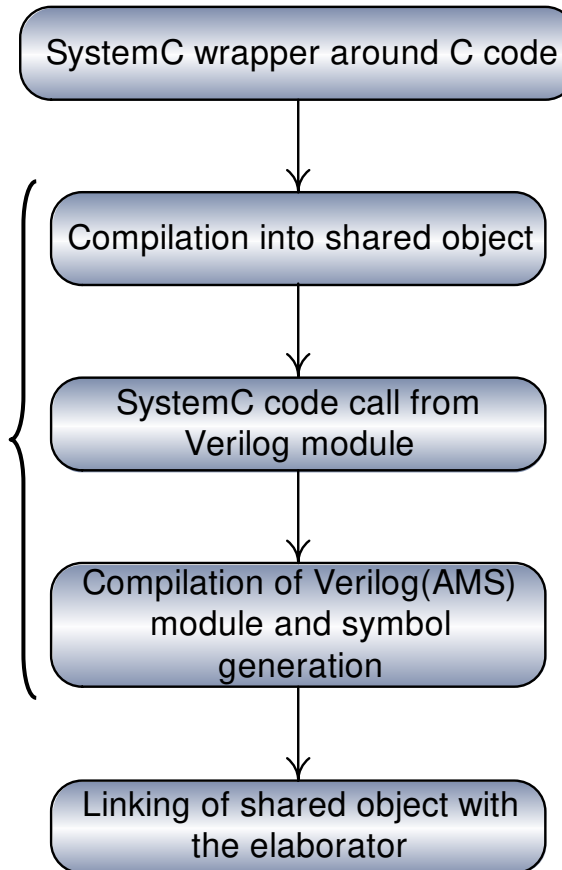 SystemC wrapper around C code
Compilation into shared object
SystemC code call from
Verilog module
Compilation of Verilog(AMS)
module and symbol
generation
Linking of shared object with
the elaborator